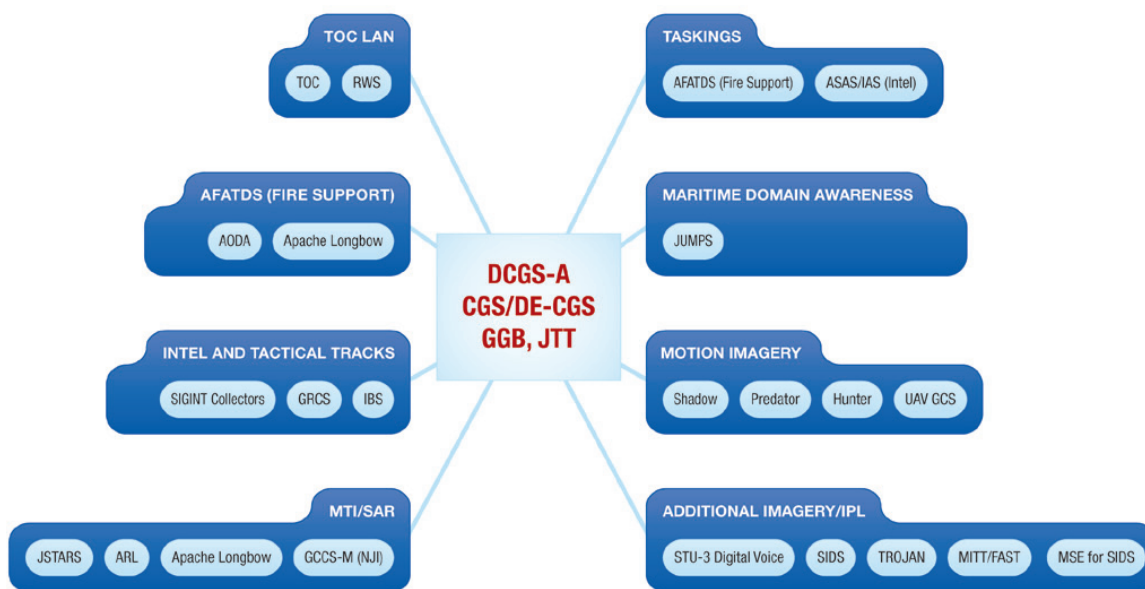 TOC LAN
TOC RWS
TASKINGS
AFATDS (Fire Support) ASAS/IAS (Intel)
AFATDS (FIRE SUPPORT)
AODA Apache Longbow
MARITIME DOMAIN AWARENESS
JUMPS
DCGS-A
CGS/DE-CGS
GGB, JTT
INTEL AND TACTICAL TRACKS
SIGINT Collectors GRCS IBS
MOTION IMAGERY
Shadow Predator Hunter UAV GCS
MTI/SAR
JSTARS ARL Apache Longbow GCCS-M (NJI)
ADDITIONAL IMAGERY/IPL
STU-3 Digital Voice SIDS TROJAN MITT/FAST MSE for SIDS